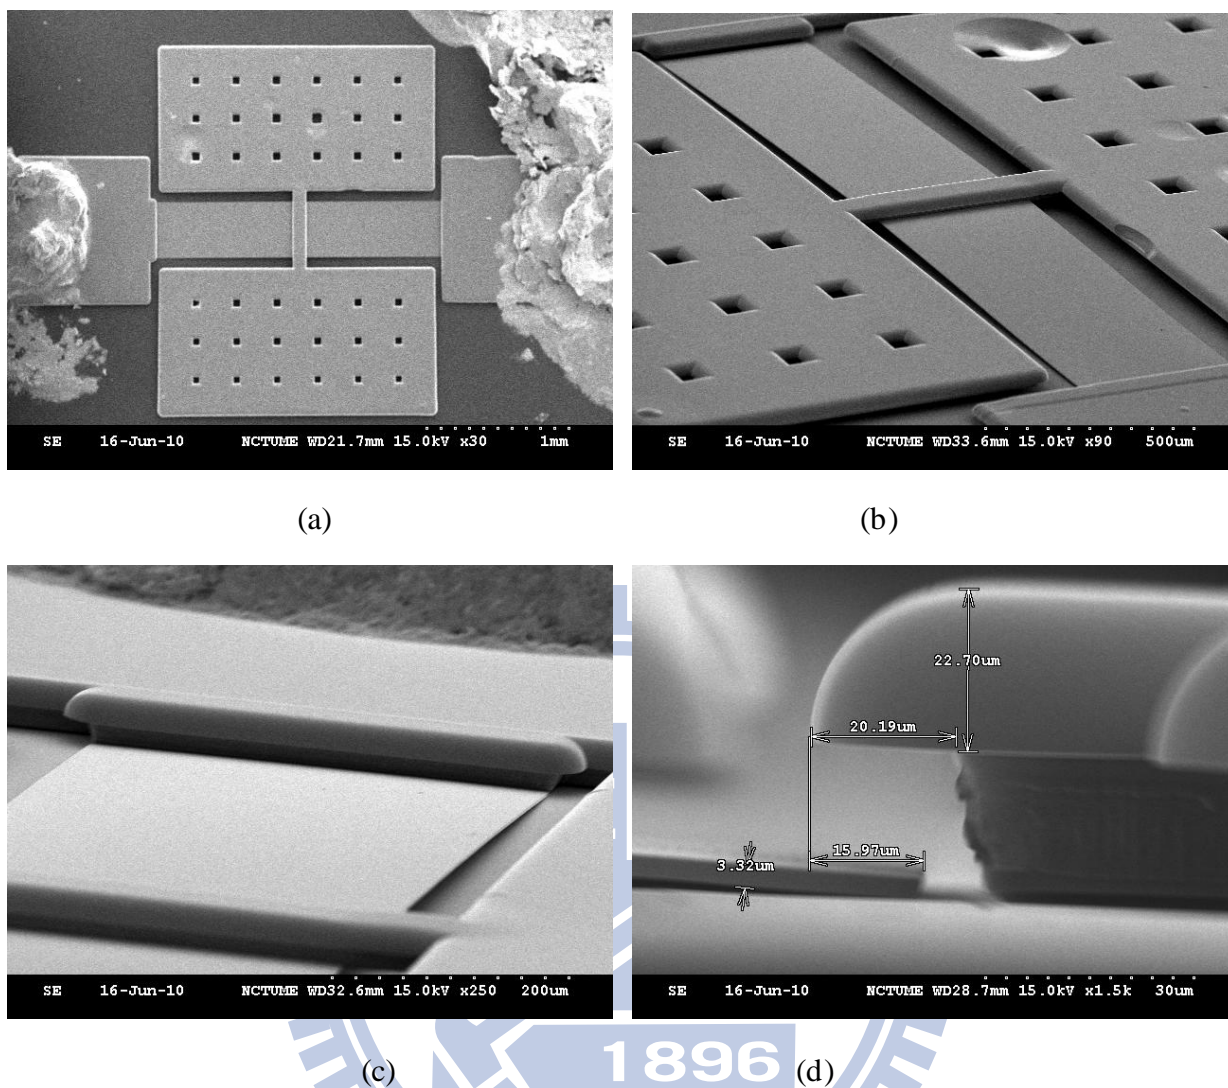 SE 16-Jun-10 NCTUME WD21.7mm 15.0kV x30 1mm
SE 16-Jun-10 NCTUME WD33.6mm 15.0kV x90 500um
(a)
(b)
22.70um
20.19um
15.97um
3.32um
SE 16-Jun-10 NCTUME WD32.6mm 15.0kV x250 200um
SE 16-Jun-10 NCTUME WD28.7mm 15.0kV x1.5k 30um
1896
(c)
(d)